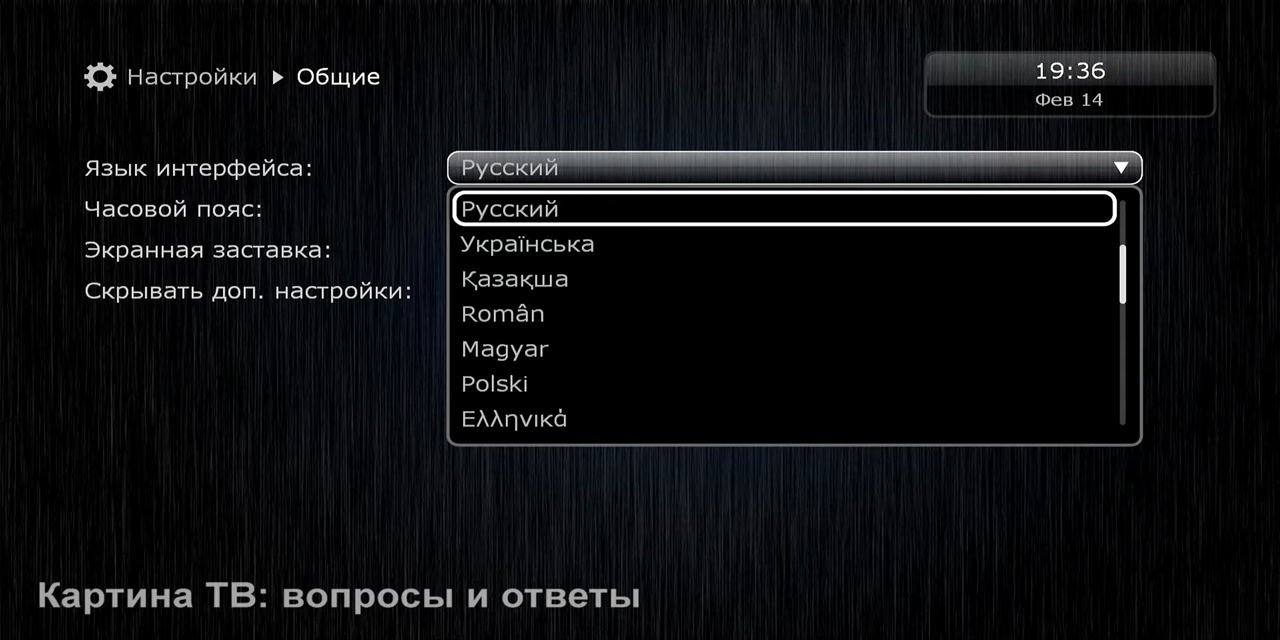 Настройки ▶ Общие
19:36
Фев 14
Язык интерфейса:
Русский
Часовой пояс:
Экранная заставка:
Скрывать доп. настройки:
Русский
Українська
Қазақша
Român
Magyar
Polski
Ελληνικά
Картина ТВ: вопросы и ответы